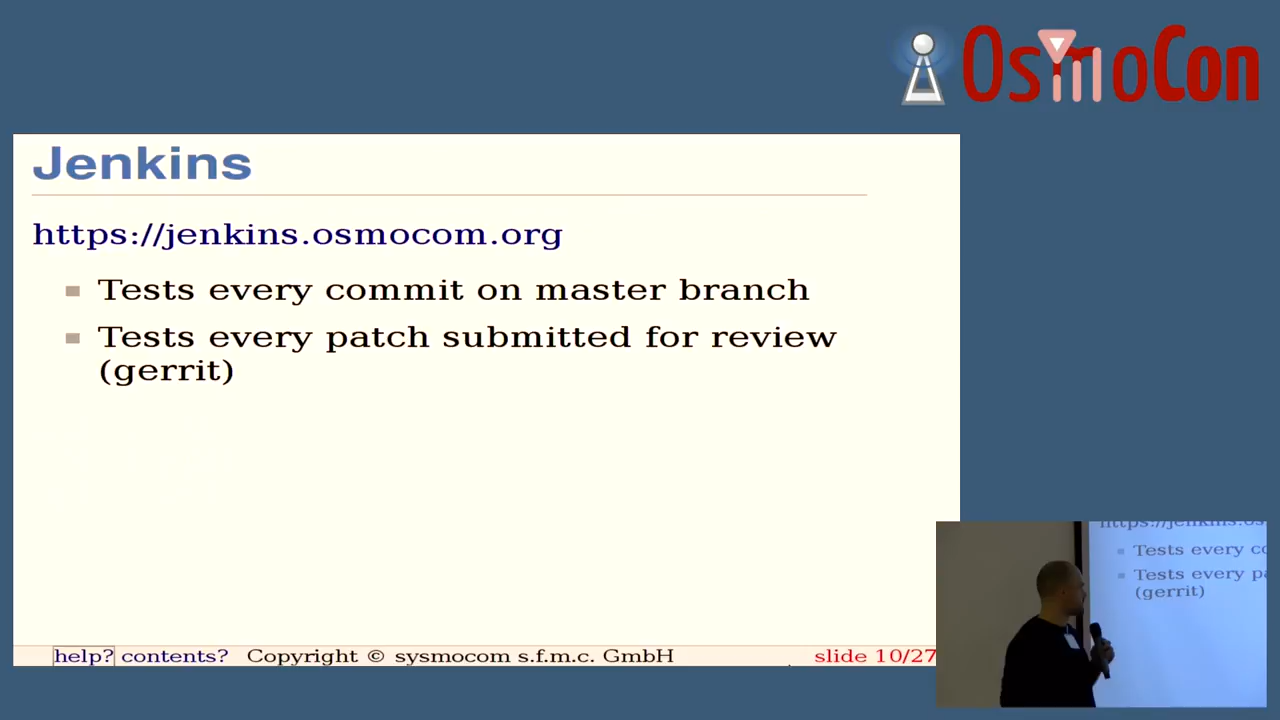 OsmoCon
Jenkins
https://jenkins.osmocom.org
Tests every commit on master branch
Tests every patch submitted for review
(gerrit)
help? contents? Copyright © sysmocom s.f.m.c. GmbH
slide 10/27
https://jenkins.os
Tests every co
Tests every pa
(gerrit)